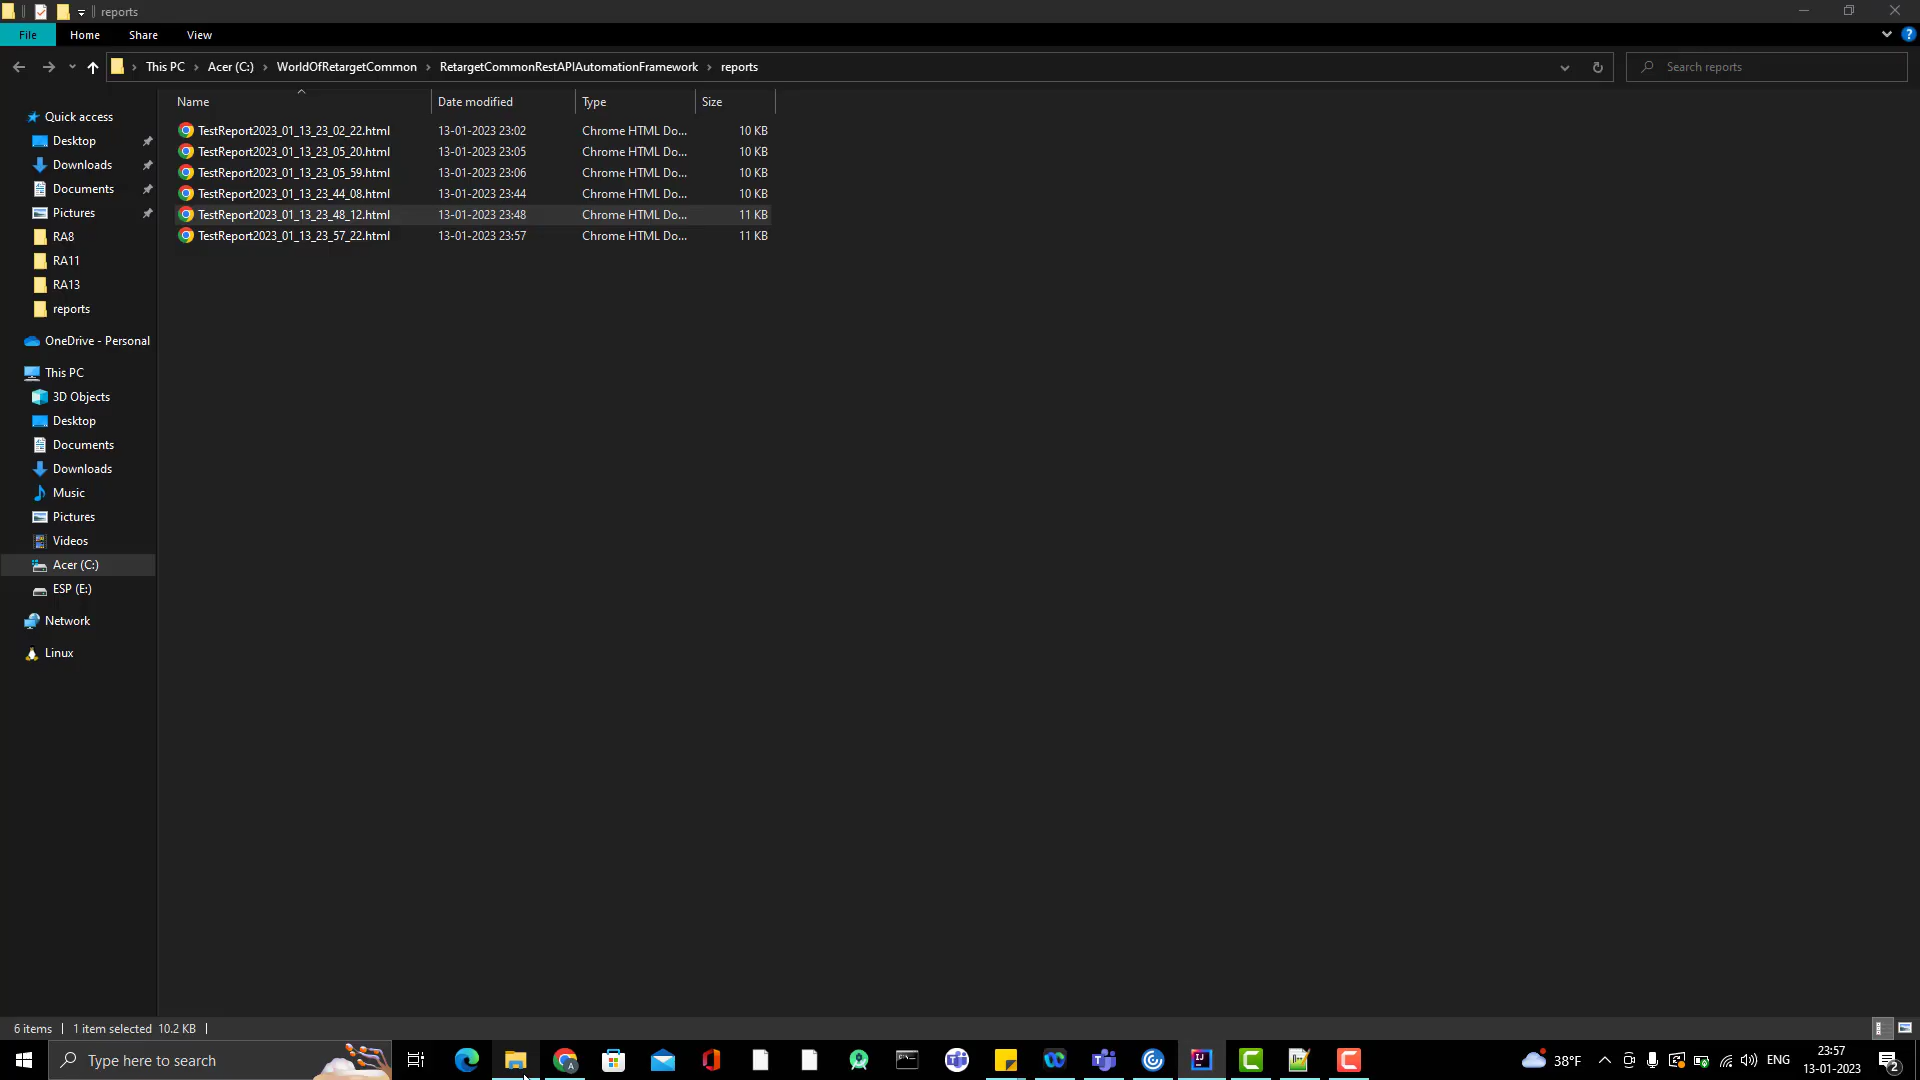 reports
File Home Share View
This PC Acer (C:) WorldOfRetargetCommon RetargetCommonRestAPIAutomationFramework reports Search reports
Name Date modified Type Size
TestReport2023_01_13_23_02_22.html 13-01-2023 23:02 Chrome HTML Do... 10 KB
TestReport2023_01_13_23_05_20.html 13-01-2023 23:05 Chrome HTML Do... 10 KB
TestReport2023_01_13_23_05_59.html 13-01-2023 23:06 Chrome HTML Do... 10 KB
TestReport2023_01_13_23_44_08.html 13-01-2023 23:44 Chrome HTML Do... 10 KB
TestReport2023_01_13_23_48_12.html 13-01-2023 23:48 Chrome HTML Do... 11 KB
TestReport2023_01_13_23_57_22.html 13-01-2023 23:57 Chrome HTML Do... 11 KB
Quick access
Desktop
Downloads
Documents
Pictures
RA8
RA11
RA13
reports
OneDrive - Personal
This PC
3D Objects
Desktop
Documents
Downloads
Music
Pictures
Videos
Acer (C:)
ESP (E:)
Network
Linux
6 items 1 item selected 10.2 KB
Type here to search
38°F ENG
23:57
13-01-2023
2